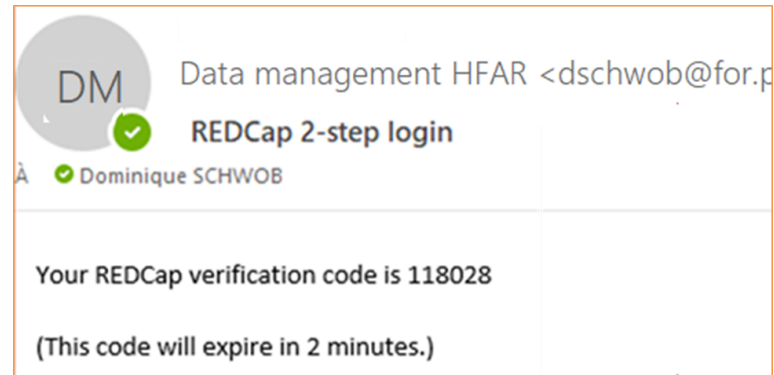 DM
Data management HFAR <dschwob@for.p
REDCap 2-step login
À Dominique SCHWOB
Your REDCap verification code is 118028
(This code will expire in 2 minutes.)